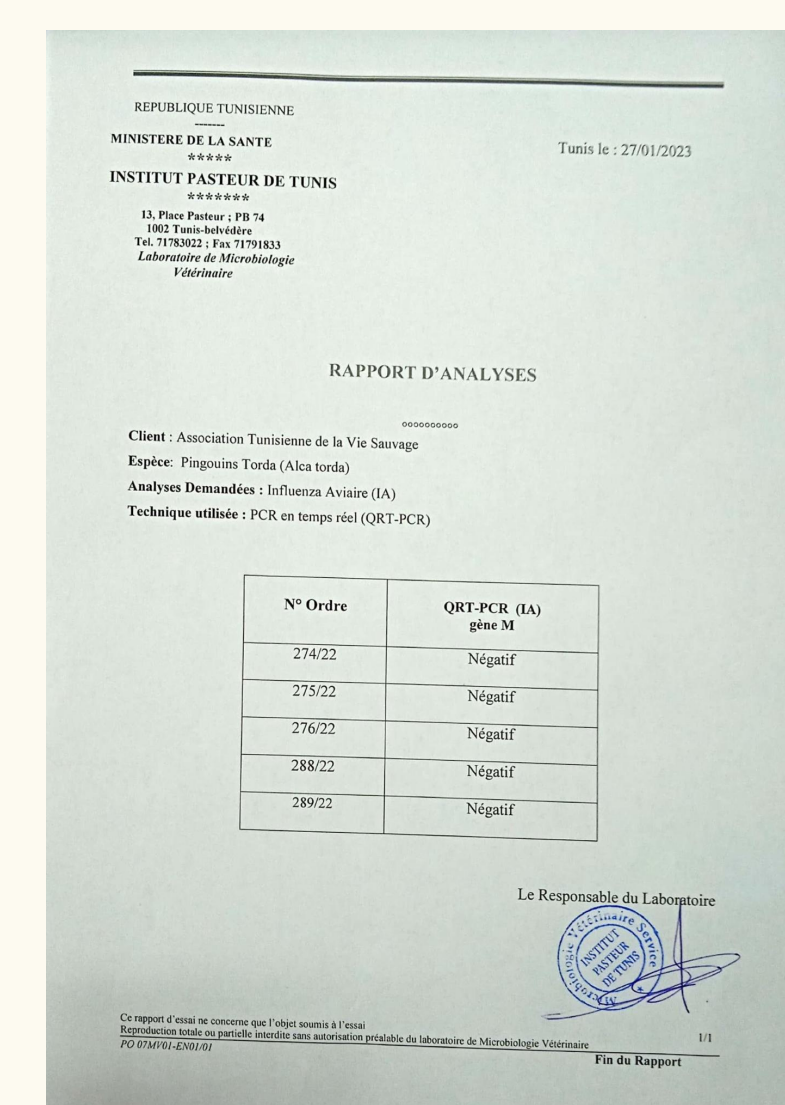 REPUBLIQUE TUNISIENNE
-------
MINISTERE DE LA SANTE
*****
INSTITUT PASTEUR DE TUNIS
*******
13, Place Pasteur ; PB 74
1002 Tunis-belvédère
Tel. 71783022 ; Fax 71791833
Laboratoire de Microbiologie
Vétérinaire
Tunis le : 27/01/2023
RAPPORT D'ANALYSES
oooooooooo
Client : Association Tunisienne de la Vie Sauvage
Espèce: Pingouins Torda (Alca torda)
Analyses Demandées : Influenza Aviaire (IA)
Technique utilisée : PCR en temps réel (QRT-PCR)
N° Ordre
QRT-PCR (IA)
gène M
274/22 Négatif
275/22 Négatif
276/22 Négatif
288/22 Négatif
289/22 Négatif
Le Responsable du Laboratoire
Microbiologie Vétérinaire Service
INSTITUT
PASTEUR
DE TUNIS
Ce rapport d'essai ne concerne que l'objet soumis à l'essai
Reproduction totale ou partielle interdite sans autorisation préalable du laboratoire de Microbiologie Vétérinaire
1/1
PO 07MV01-EN01/01
Fin du Rapport